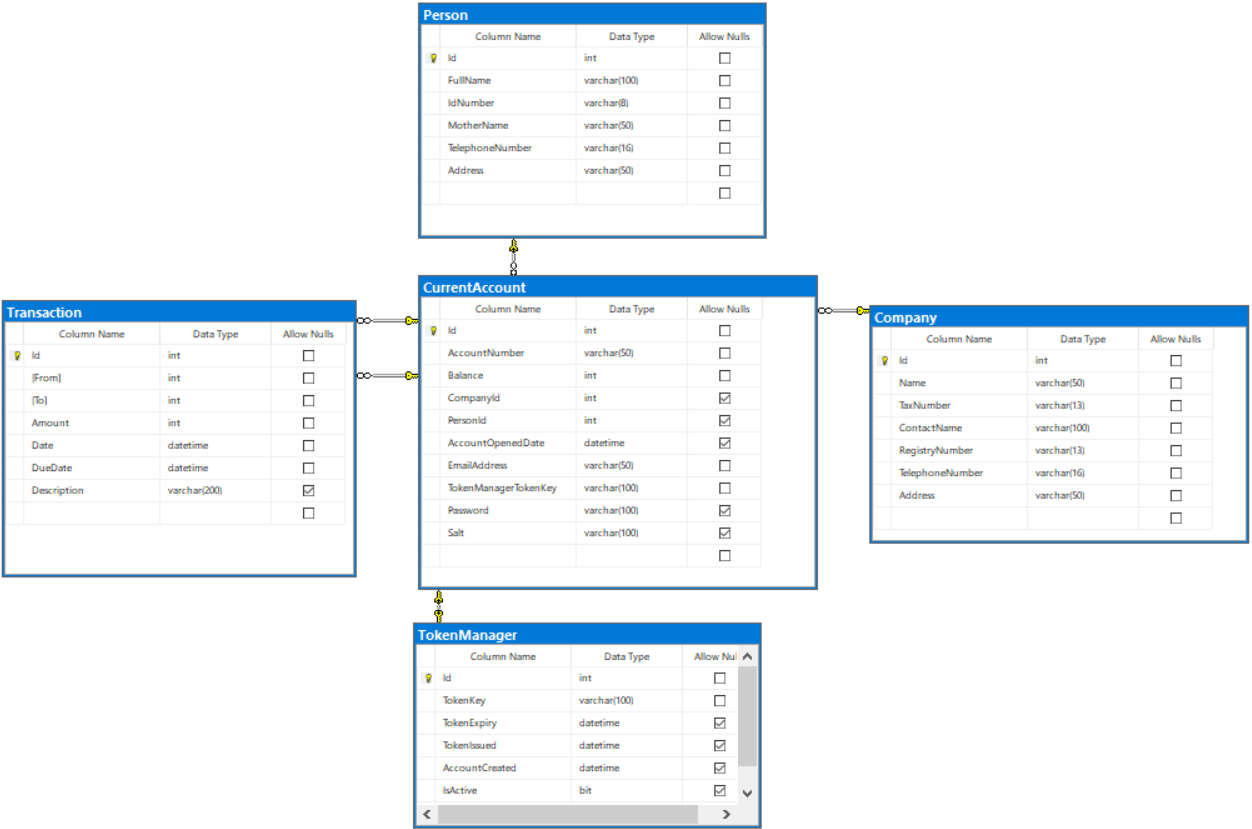 Person
Column Name Data Type Allow Nulls
Id int
FullName varchar(100)
IdNumber varchar(8)
MotherName varchar(50)
TelephoneNumber varchar(16)
Address varchar(50)
CurrentAccount
Column Name Data Type Allow Nulls
Id int
AccountNumber varchar(50)
Balance int
CompanyId int
PersonId int
AccountOpenedDate datetime
EmailAddress varchar(50)
TokenManagerTokenKey varchar(100)
Password varchar(100)
Salt varchar(100)
Transaction
Column Name Data Type Allow Nulls
Id int
[From] int
[To] int
Amount int
Date datetime
DueDate datetime
Description varchar(200)
Company
Column Name Data Type Allow Nulls
Id int
Name varchar(50)
TaxNumber varchar(13)
ContactName varchar(100)
RegistryNumber varchar(13)
TelephoneNumber varchar(16)
Address varchar(50)
TokenManager
Column Name Data Type Allow Nul
Id int
TokenKey varchar(100)
TokenExpiry datetime
TokenIssued datetime
AccountCreated datetime
IsActive bit